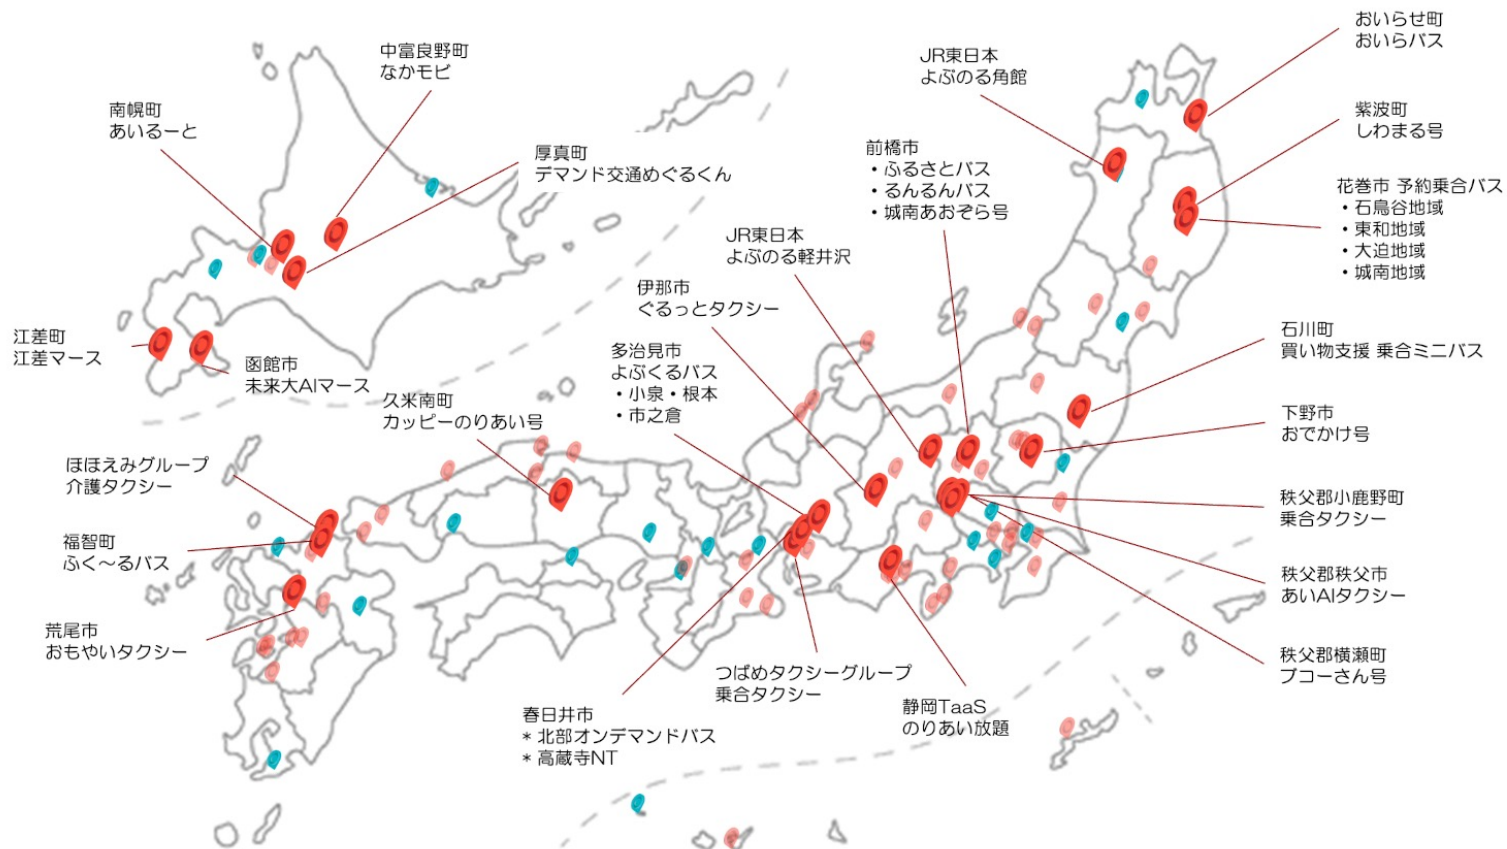 おいらせ町
おいらバス
中富良野町
なかモビ
JR東日本
よぶのる角館
南幌町
あいるーと
紫波町
しわまる号
厚真町
デマンド交通めぐるくん
前橋市
・ふるさとバス
・るんるんバス
・城南あおぞら号
花巻市 予約乗合バス
・石鳥谷地域
・東和地域
・大迫地域
・城南地域
JR東日本
よぶのる軽井沢
伊那市
ぐるっとタクシー
江差町
江差マース
函館市
未来大AIマース
多治見市
よぶくるバス
・小泉・根本
・市之倉
石川町
買い物支援 乗合ミニバス
久米南町
カッピーのりあい号
下野市
おでかけ号
ほほえみグループ
介護タクシー
秩父郡小鹿野町
乗合タクシー
福智町
ふく～るバス
秩父郡秩父市
あいAIタクシー
荒尾市
おもやいタクシー
秩父郡横瀬町
ブコーさん号
つばめタクシーグループ
乗合タクシー
静岡TaaS
のりあい放題
春日井市
* 北部オンデマンドバス
* 高蔵寺NT